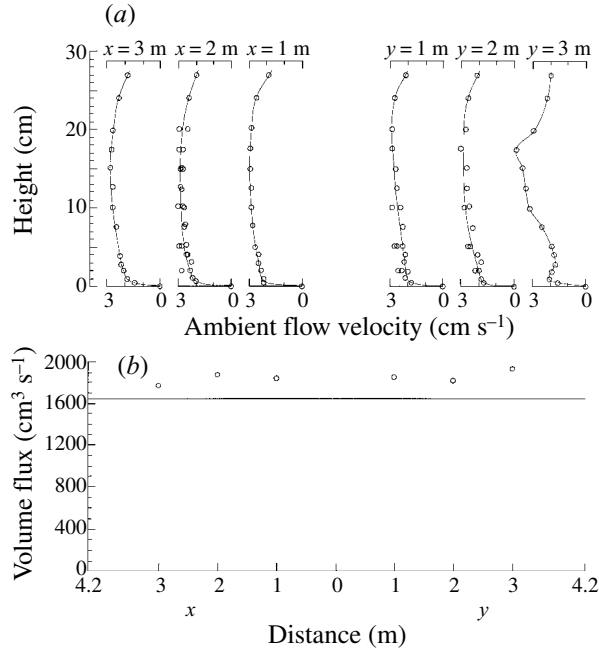 (a)
x = 3 m x = 2 m x = 1 m y = 1 m y = 2 m y = 3 m
30
20
10
0
Height (cm)
3 0 3 0 3 0 3 0 3 0 3 0
Ambient flow velocity (cm s⁻¹)
(b)
2000
1600
1200
800
400
0
Volume flux (cm³ s⁻¹)
4.2 3 2 1 0 1 2 3 4.2
x y
Distance (m)